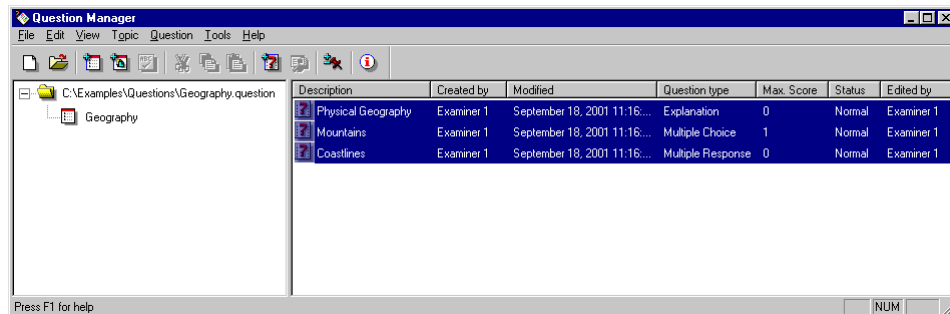 Question Manager
File Edit View Topic Question Tools Help
C:\Examples\Questions\Geography.question
Geography
Description Created by Modified Question type Max. Score Status Edited by
Physical Geography Examiner 1 September 18, 2001 11:16:... Explanation 0 Normal Examiner 1
Mountains Examiner 1 September 18, 2001 11:16:... Multiple Choice 1 Normal Examiner 1
Coastlines Examiner 1 September 18, 2001 11:16:... Multiple Response 0 Normal Examiner 1
Press F1 for help NUM